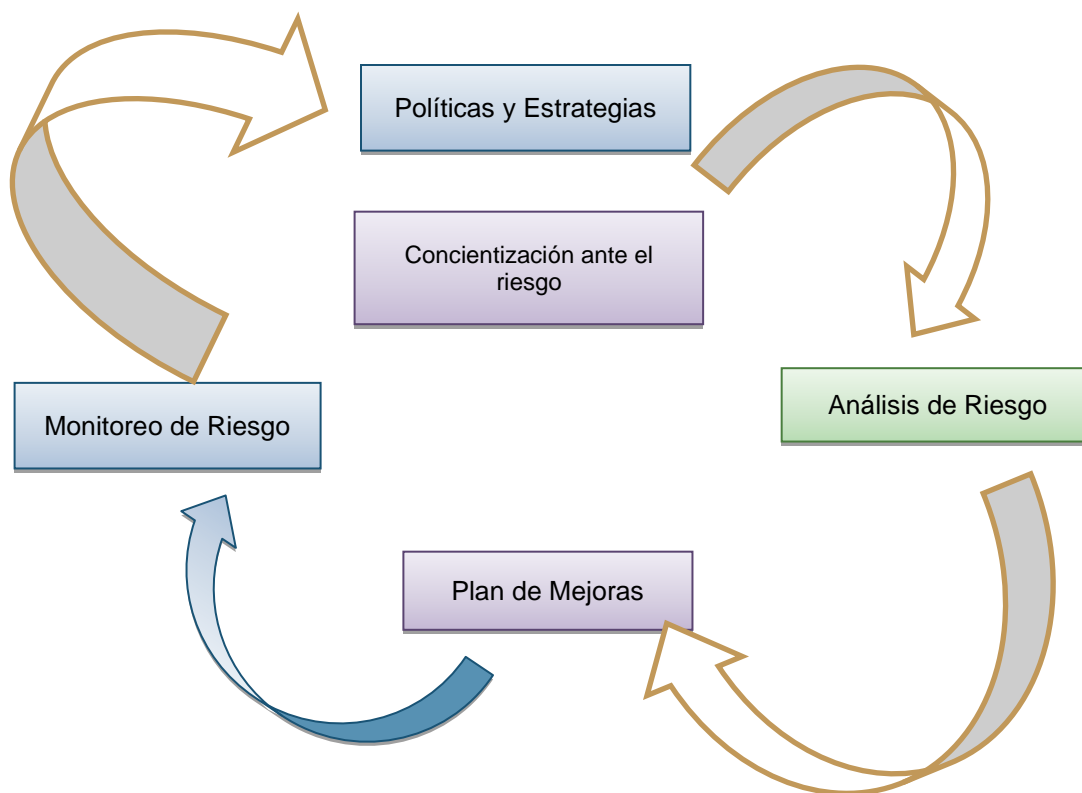 Políticas y Estrategias
Concientización ante el
riesgo
Análisis de Riesgo
Monitoreo de Riesgo
Plan de Mejoras